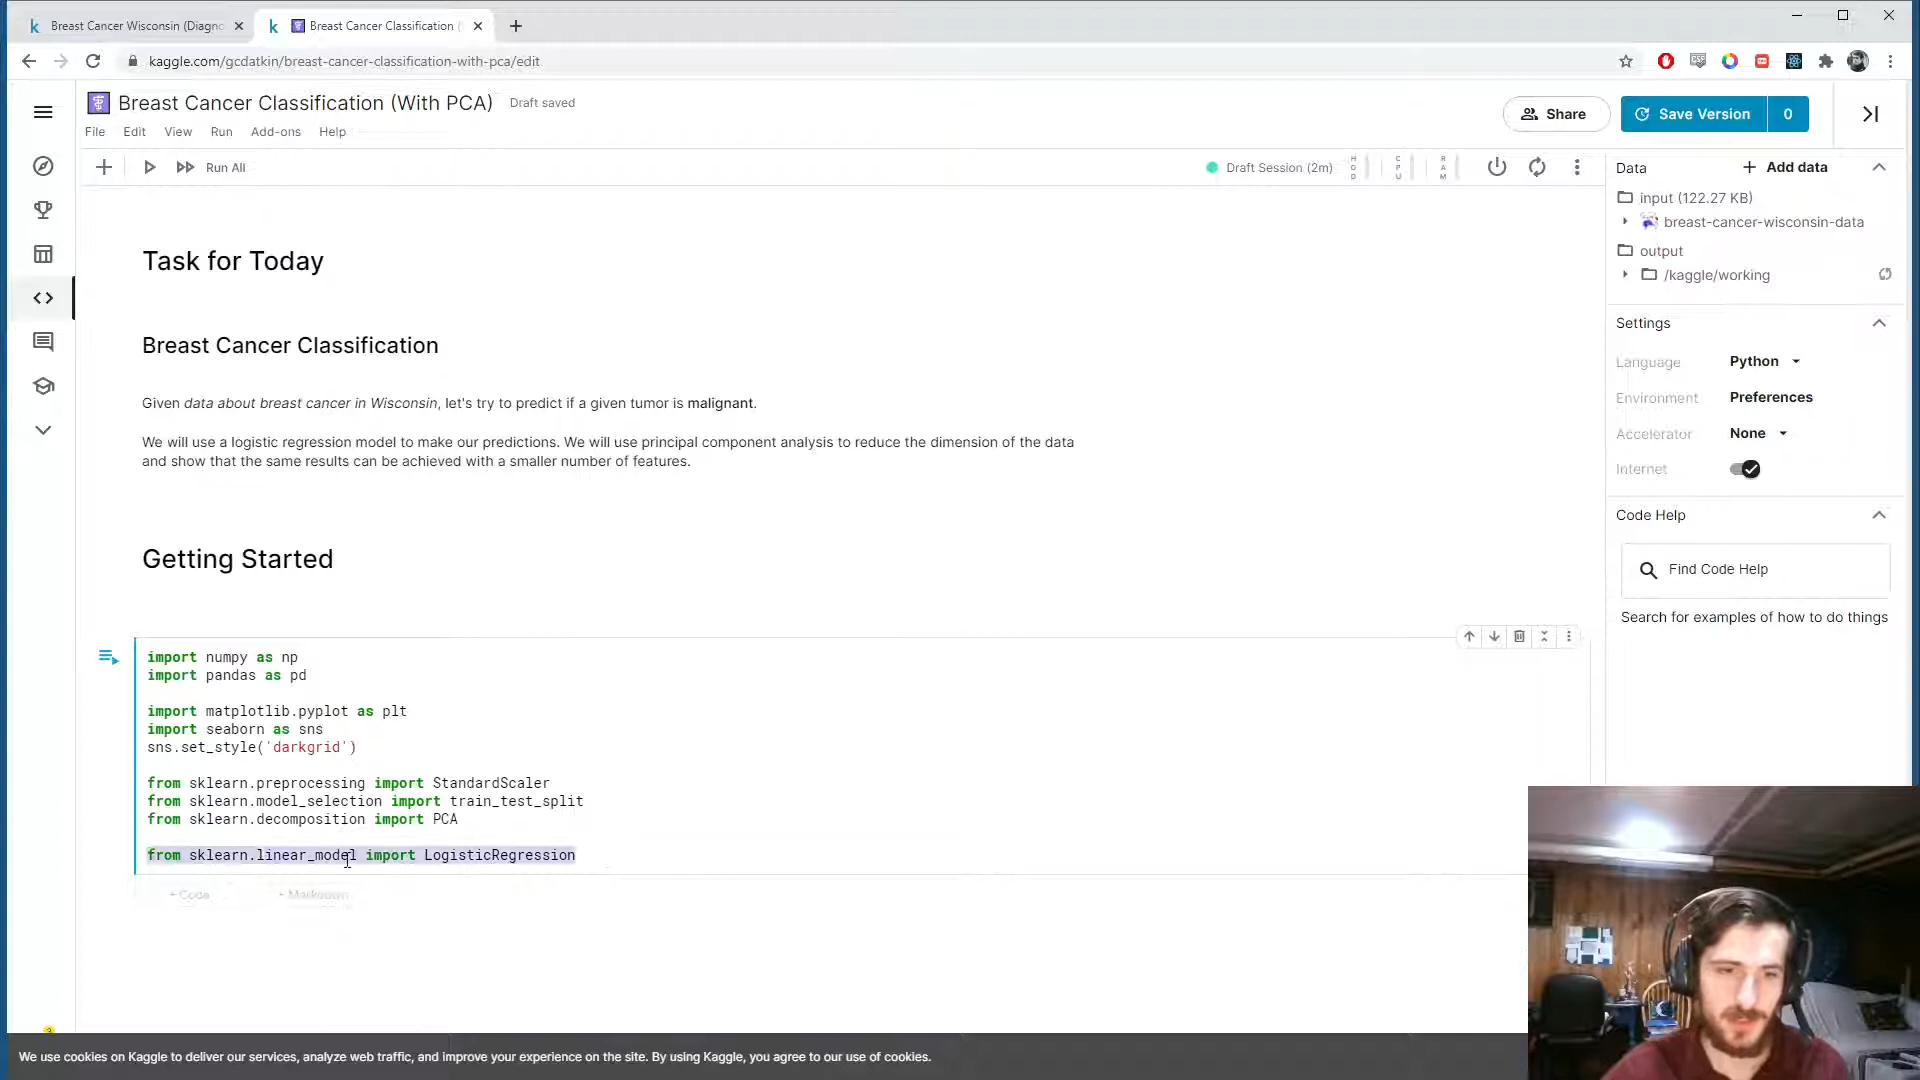 Breast Cancer Wisconsin (Diagno
Breast Cancer Classification (
kaggle.com/gcdatkin/breast-cancer-classification-with-pca/edit
Breast Cancer Classification (With PCA)
Draft saved
Share
Save Version
0
File Edit View Run Add-ons Help
Run All
Draft Session (2m)
HDD
CPU
RAM
Task for Today
Breast Cancer Classification
Given data about breast cancer in Wisconsin, let's try to predict if a given tumor is malignant.
We will use a logistic regression model to make our predictions. We will use principal component analysis to reduce the dimension of the data
and show that the same results can be achieved with a smaller number of features.
Getting Started
import numpy as np
import pandas as pd
import matplotlib.pyplot as plt
import seaborn as sns
sns.set_style('darkgrid')
from sklearn.preprocessing import StandardScaler
from sklearn.model_selection import train_test_split
from sklearn.decomposition import PCA
from sklearn.linear_model import LogisticRegression
+ Code
+ Markdown
Data
+ Add data
input (122.27 KB)
breast-cancer-wisconsin-data
output
/kaggle/working
Settings
Language Python
Environment Preferences
Accelerator None
Internet
Code Help
Find Code Help
Search for examples of how to do things
We use cookies on Kaggle to deliver our services, analyze web traffic, and improve your experience on the site. By using Kaggle, you agree to our use of cookies.